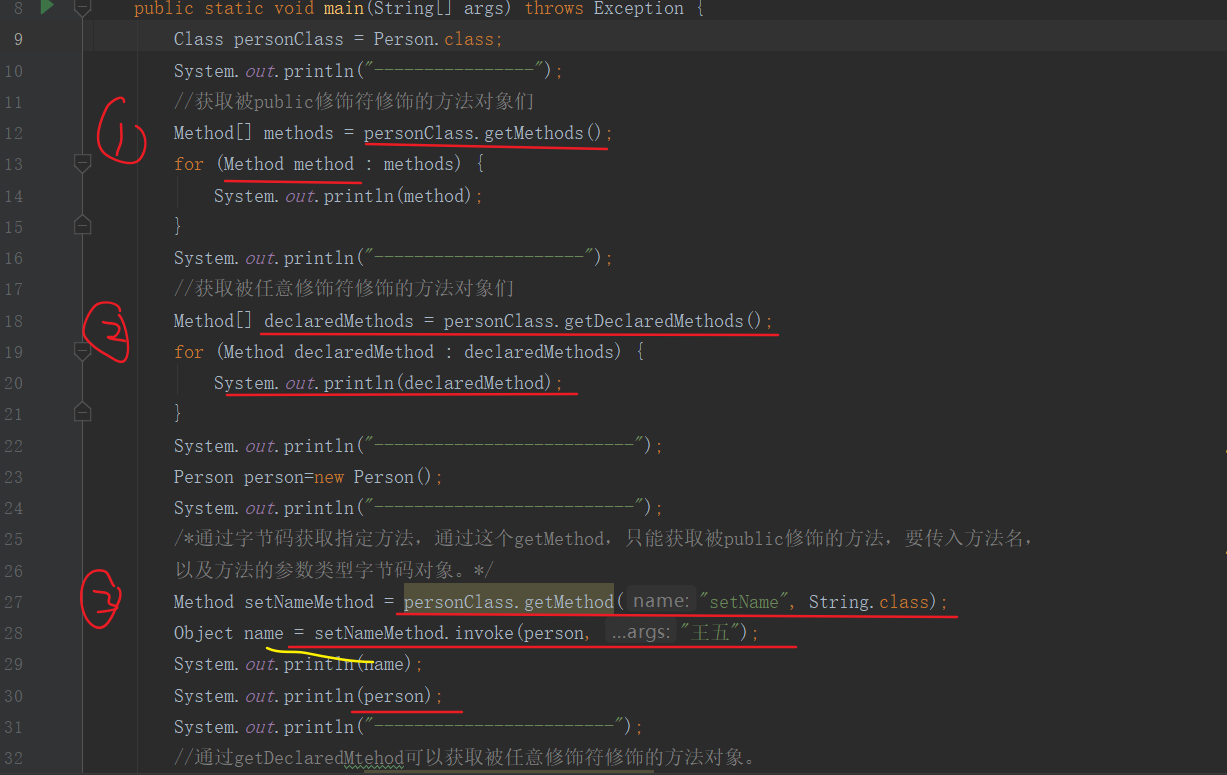 8 public static void main(String[] args) throws Exception {
9 Class personClass = Person.class;
10 System.out.println("----------------");
11 //获取被public修饰符修饰的方法对象们
① 12 Method[] methods = personClass.getMethods();
13 for (Method method : methods) {
14 System.out.println(method);
15 }
16 System.out.println("---------------------");
17 //获取被任意修饰符修饰的方法对象们
② 18 Method[] declaredMethods = personClass.getDeclaredMethods();
19 for (Method declaredMethod : declaredMethods) {
20 System.out.println(declaredMethod);
21 }
22 System.out.println("--------------------------");
23 Person person=new Person();
24 System.out.println("--------------------------");
25 /*通过字节码获取指定方法，通过这个getMethod，只能获取被public修饰的方法，要传入方法名，
26 以及方法的参数类型字节码对象。*/
③ 27 Method setNameMethod = personClass.getMethod( name: "setName", String.class);
28 Object name = setNameMethod.invoke(person, ...args: "王五");
29 System.out.println(name);
30 System.out.println(person);
31 System.out.println("------------------------");
32 //通过getDeclaredMtehod可以获取被任意修饰符修饰的方法对象。